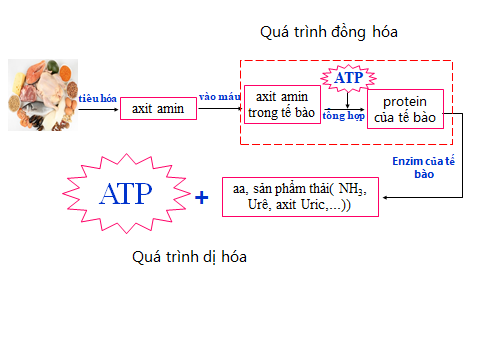 Quá trình đồng hóa
tiêu hóa
axit amin
vào máu
axit amin
trong tế bào
ATP
tổng hợp
protein
của tế bào
Enzim của tế
bào
ATP
+
aa, sản phẩm thải( NH3,
Urê, axit Uric,...))
Quá trình dị hóa